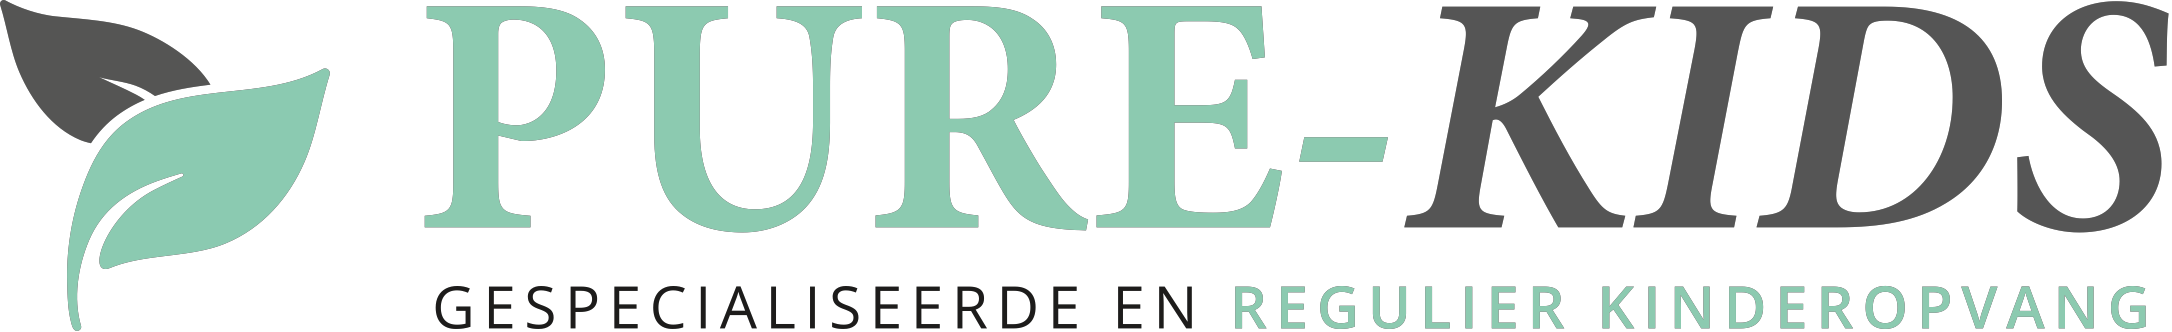 PURE-KIDS
GESPECIALISEERDE EN REGULIER KINDEROPVANG